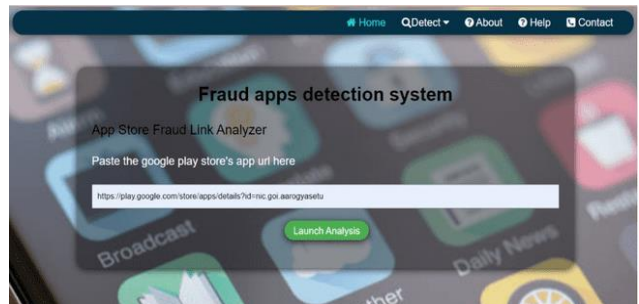 Home QDetect About Help Contact
Fraud apps detection system
App Store Fraud Link Analyzer
Paste the google play store's app url here
https://play.google.com/store/apps/details?id=nic.goi.aarogyasetu
Launch Analysis
Broadcast
Daily News